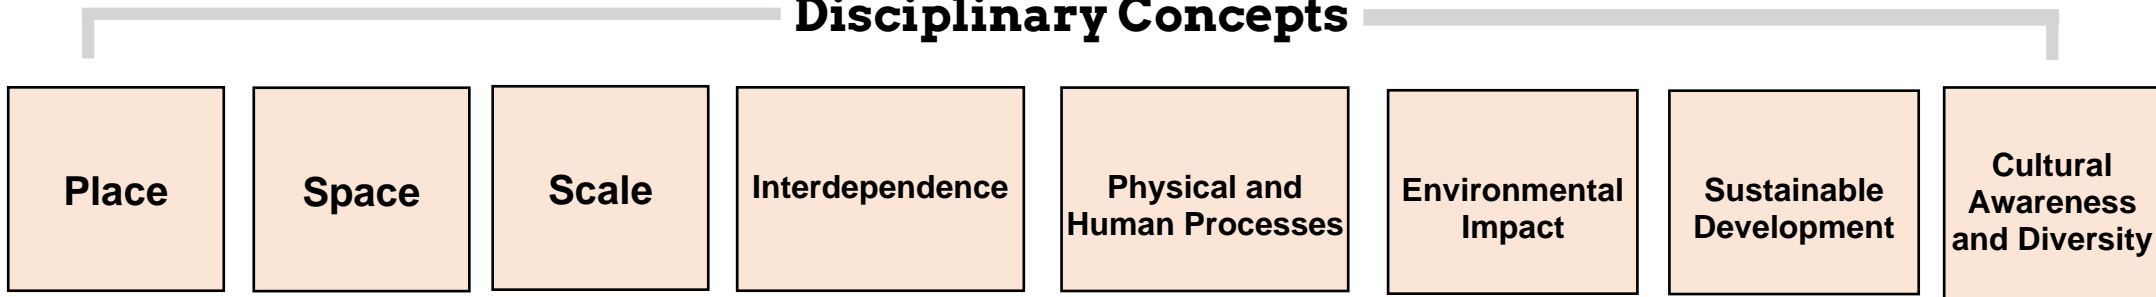 Disciplinary Concepts
Place
Space
Scale
Interdependence
Physical and
Human Processes
Environmental
Impact
Sustainable
Development
Cultural
Awareness
and Diversity